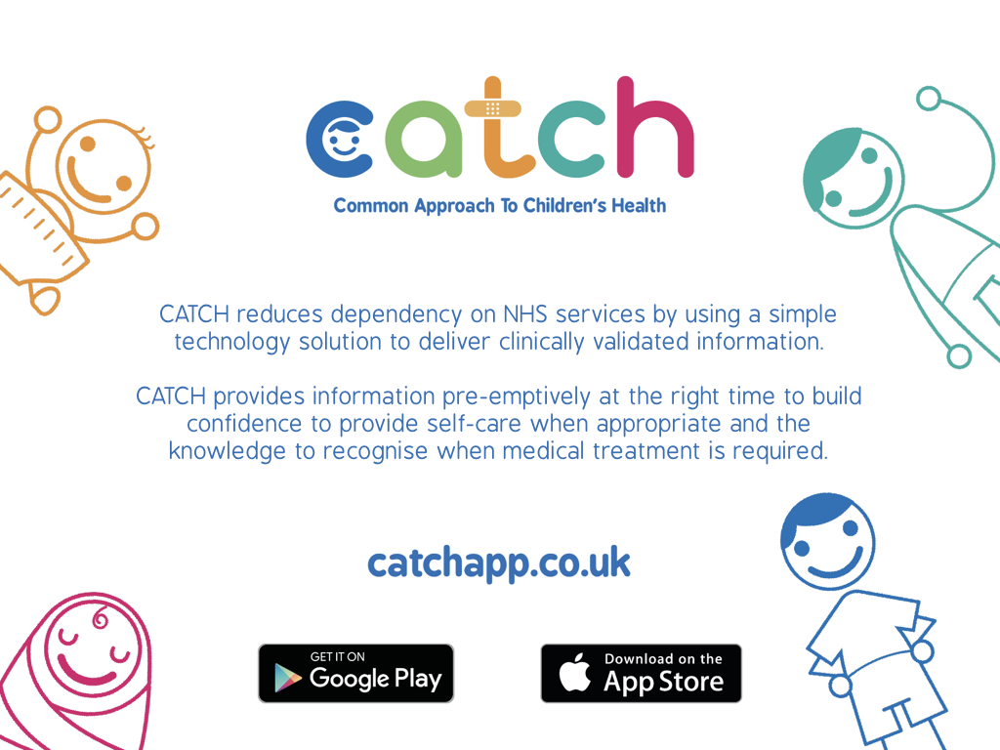 catch
Common Approach To Children's Health
CATCH reduces dependency on NHS services by using a simple
technology solution to deliver clinically validated information.
CATCH provides information pre-emptively at the right time to build
confidence to provide self-care when appropriate and the
knowledge to recognise when medical treatment is required.
catchapp.co.uk
GET IT ON
Google Play
Download on the
App Store